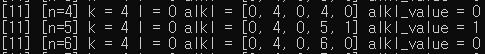 [11] [n=4] k = 4 l = 0 alkl = [0, 4, 0, 4, 0] alkl_value = 0
[11] [n=5] k = 4 l = 0 alkl = [0, 4, 0, 5, 1] alkl_value = 1
[11] [n=6] k = 4 l = 0 alkl = [0, 4, 0, 6, 0] alkl_value = 0